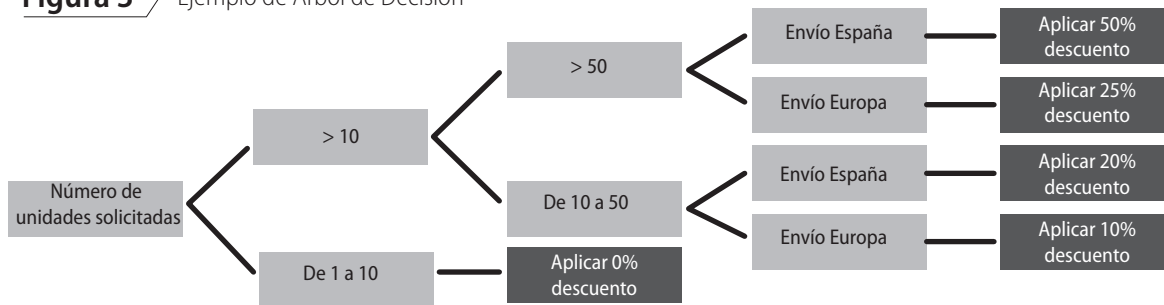 Figura 3 / Ejemplo de Árbol de Decisión
Número de
unidades solicitadas
> 10
De 1 a 10
> 50
De 10 a 50
Aplicar 0%
descuento
Envío España
Envío Europa
Envío España
Envío Europa
Aplicar 50%
descuento
Aplicar 25%
descuento
Aplicar 20%
descuento
Aplicar 10%
descuento